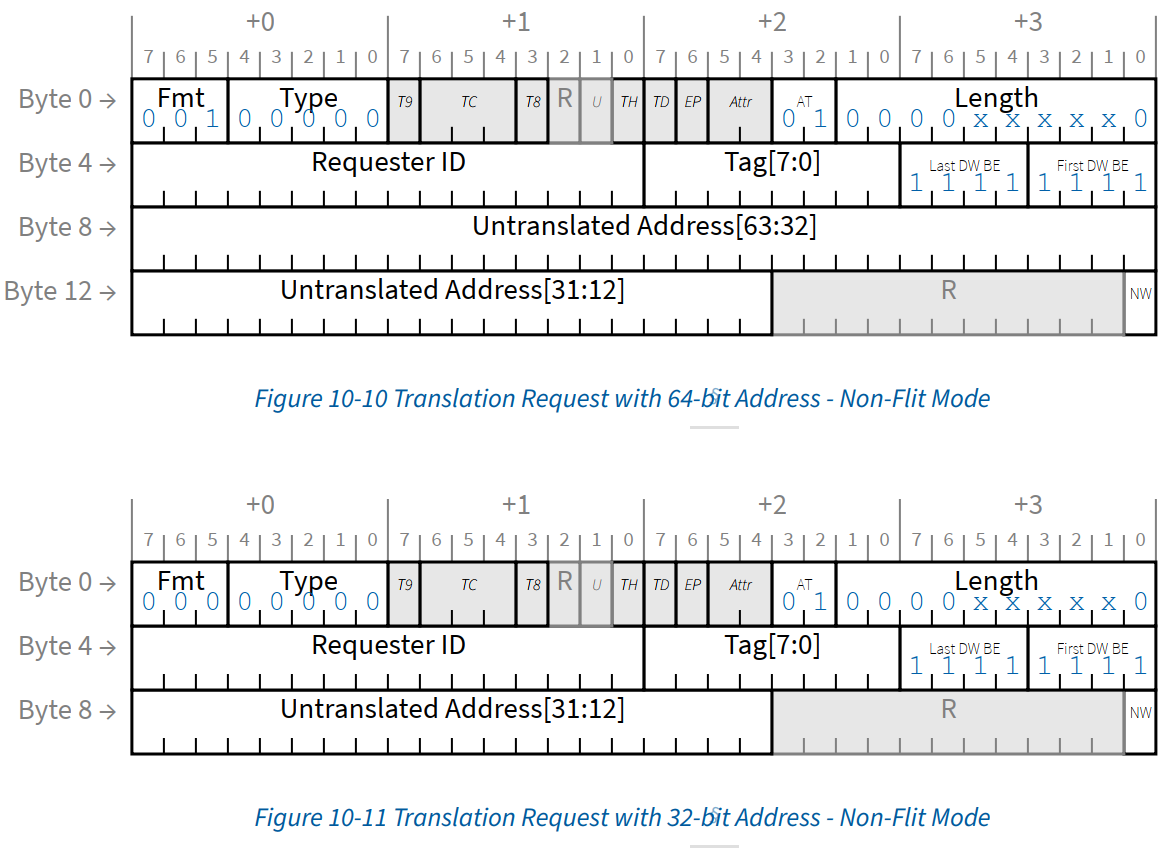 +0 +1 +2 +3
7 6 5 4 3 2 1 0 7 6 5 4 3 2 1 0 7 6 5 4 3 2 1 0 7 6 5 4 3 2 1 0
Byte 0 → Fmt Type T9 TC T8 R U TH TD EP Attr AT Length
0 0 1 0 0 0 0 0 0 1 0 0 0 0 x x x x x 0
Byte 4 → Requester ID Tag[7:0] Last DW BE First DW BE
1 1 1 1 1 1 1 1
Byte 8 → Untranslated Address[63:32]
Byte 12 → Untranslated Address[31:12] R NW
Figure 10-10 Translation Request with 64-bit Address - Non-Flit Mode
§
+0 +1 +2 +3
7 6 5 4 3 2 1 0 7 6 5 4 3 2 1 0 7 6 5 4 3 2 1 0 7 6 5 4 3 2 1 0
Byte 0 → Fmt Type T9 TC T8 R U TH TD EP Attr AT Length
0 0 0 0 0 0 0 0 0 1 0 0 0 0 x x x x x 0
Byte 4 → Requester ID Tag[7:0] Last DW BE First DW BE
1 1 1 1 1 1 1 1
Byte 8 → Untranslated Address[31:12] R NW
Figure 10-11 Translation Request with 32-bit Address - Non-Flit Mode
§